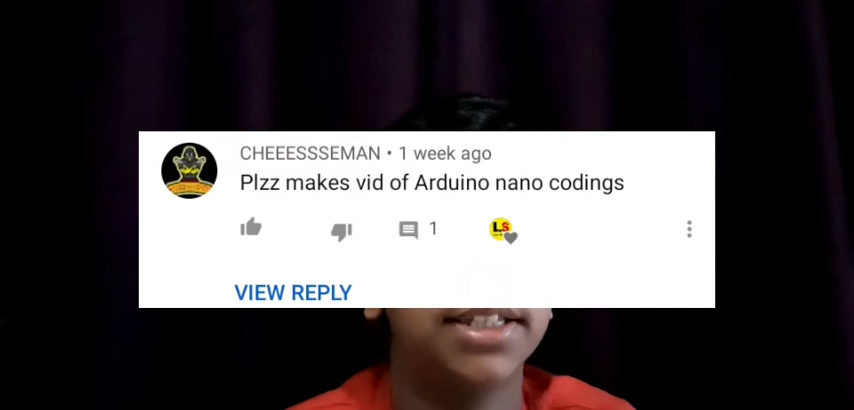 CHEEESSSEMAN • 1 week ago
Plzz makes vid of Arduino nano codings
1
L.S
VIEW REPLY